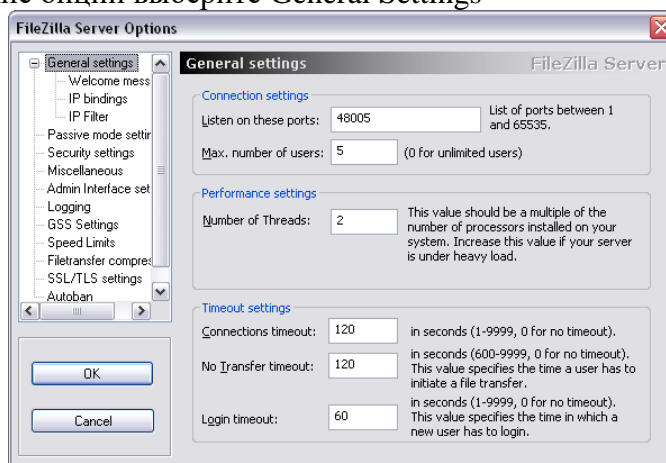 ие опций выберите General Settings
FileZilla Server Options
General settings
Welcome mess
IP bindings
IP Filter
Passive mode settir
Security settings
Miscellaneous
Admin Interface set
Logging
GSS Settings
Speed Limits
Filetransfer compres
SSL/TLS settings
Autoban
OK
Cancel
General settings
FileZilla Server
Connection settings
Listen on these ports: 48005 List of ports between 1
and 65535.
Max. number of users: 5 (0 for unlimited users)
Performance settings
Number of Threads: 2 This value should be a multiple of the
number of processors installed on your
system. Increase this value if your server
is under heavy load.
Timeout settings
Connections timeout: 120 in seconds (1-9999, 0 for no timeout).
No Transfer timeout: 120 in seconds (600-9999, 0 for no timeout).
This value specifies the time a user has to
initiate a file transfer.
Login timeout: 60 in seconds (1-9999, 0 for no timeout).
This value specifies the time in which a
new user has to login.